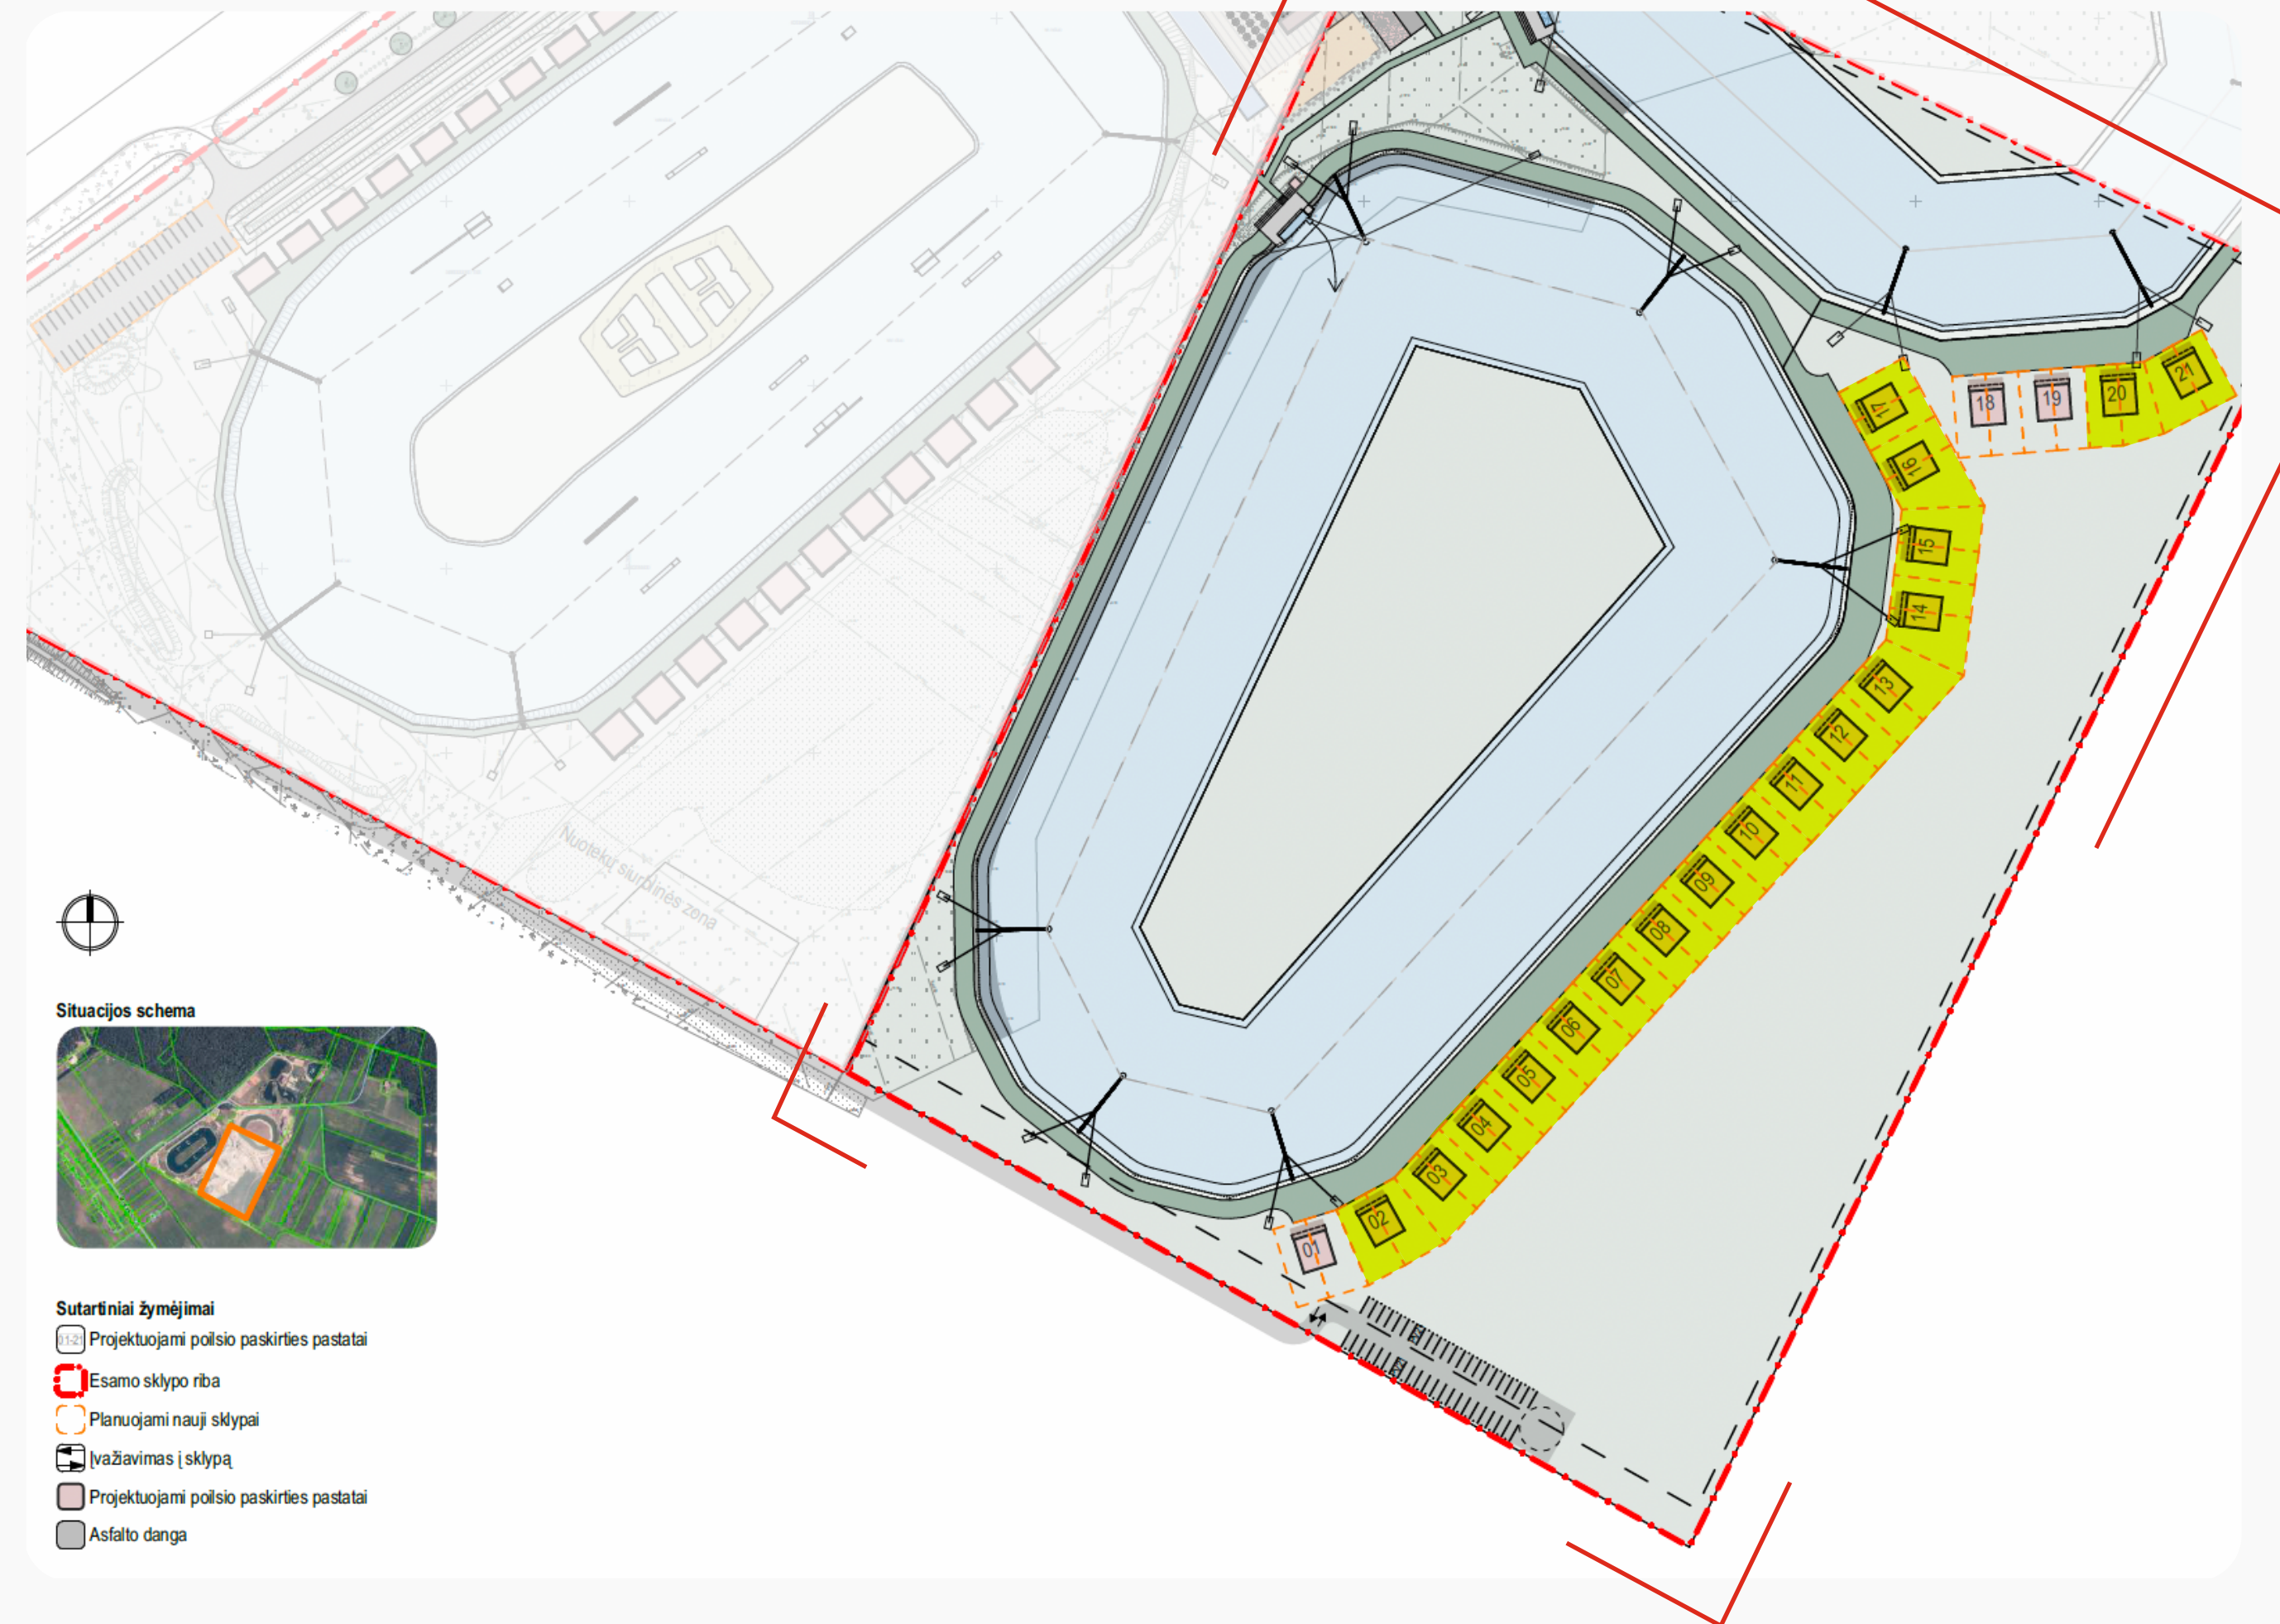 18
19
20
21
17
16
15
14
13
12
11
10
09
08
07
06
05
04
03
02
01
Nuotekų siurblinės zona
Situacijos schema
Sutartiniai žymėjimai
01-21 Projektuojami poilsio paskirties pastatai
Esamo sklypo riba
Planuojami nauji sklypai
Įvažiavimas į sklypą
Projektuojami poilsio paskirties pastatai
Asfalto danga